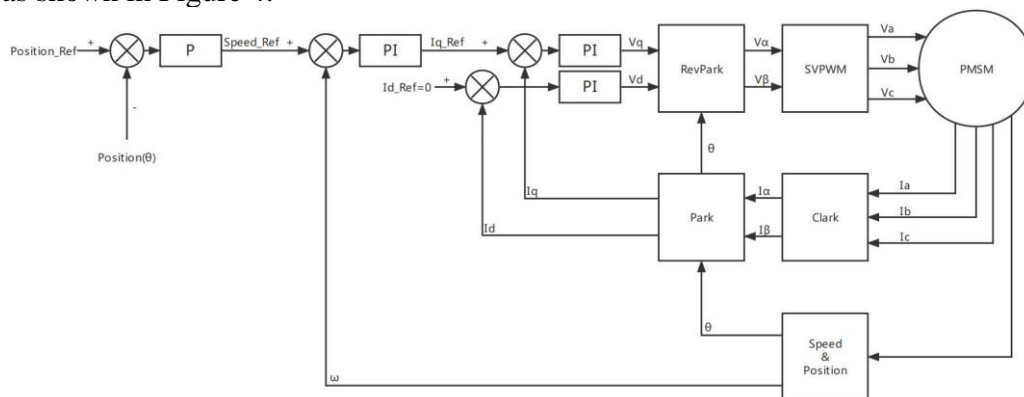 as shown in Figure 4.
Position_Ref
+
-
Position(θ)
P
Speed_Ref
+
PI
Iq_Ref
+
Id_Ref=0
+
PI
Vq
PI
Vd
RevPark
Vα
Vβ
SVPWM
Va
Vb
Vc
PMSM
θ
Iq
Id
Park
Iα
Iβ
Clark
Ia
Ib
Ic
θ
ω
Speed
&
Position